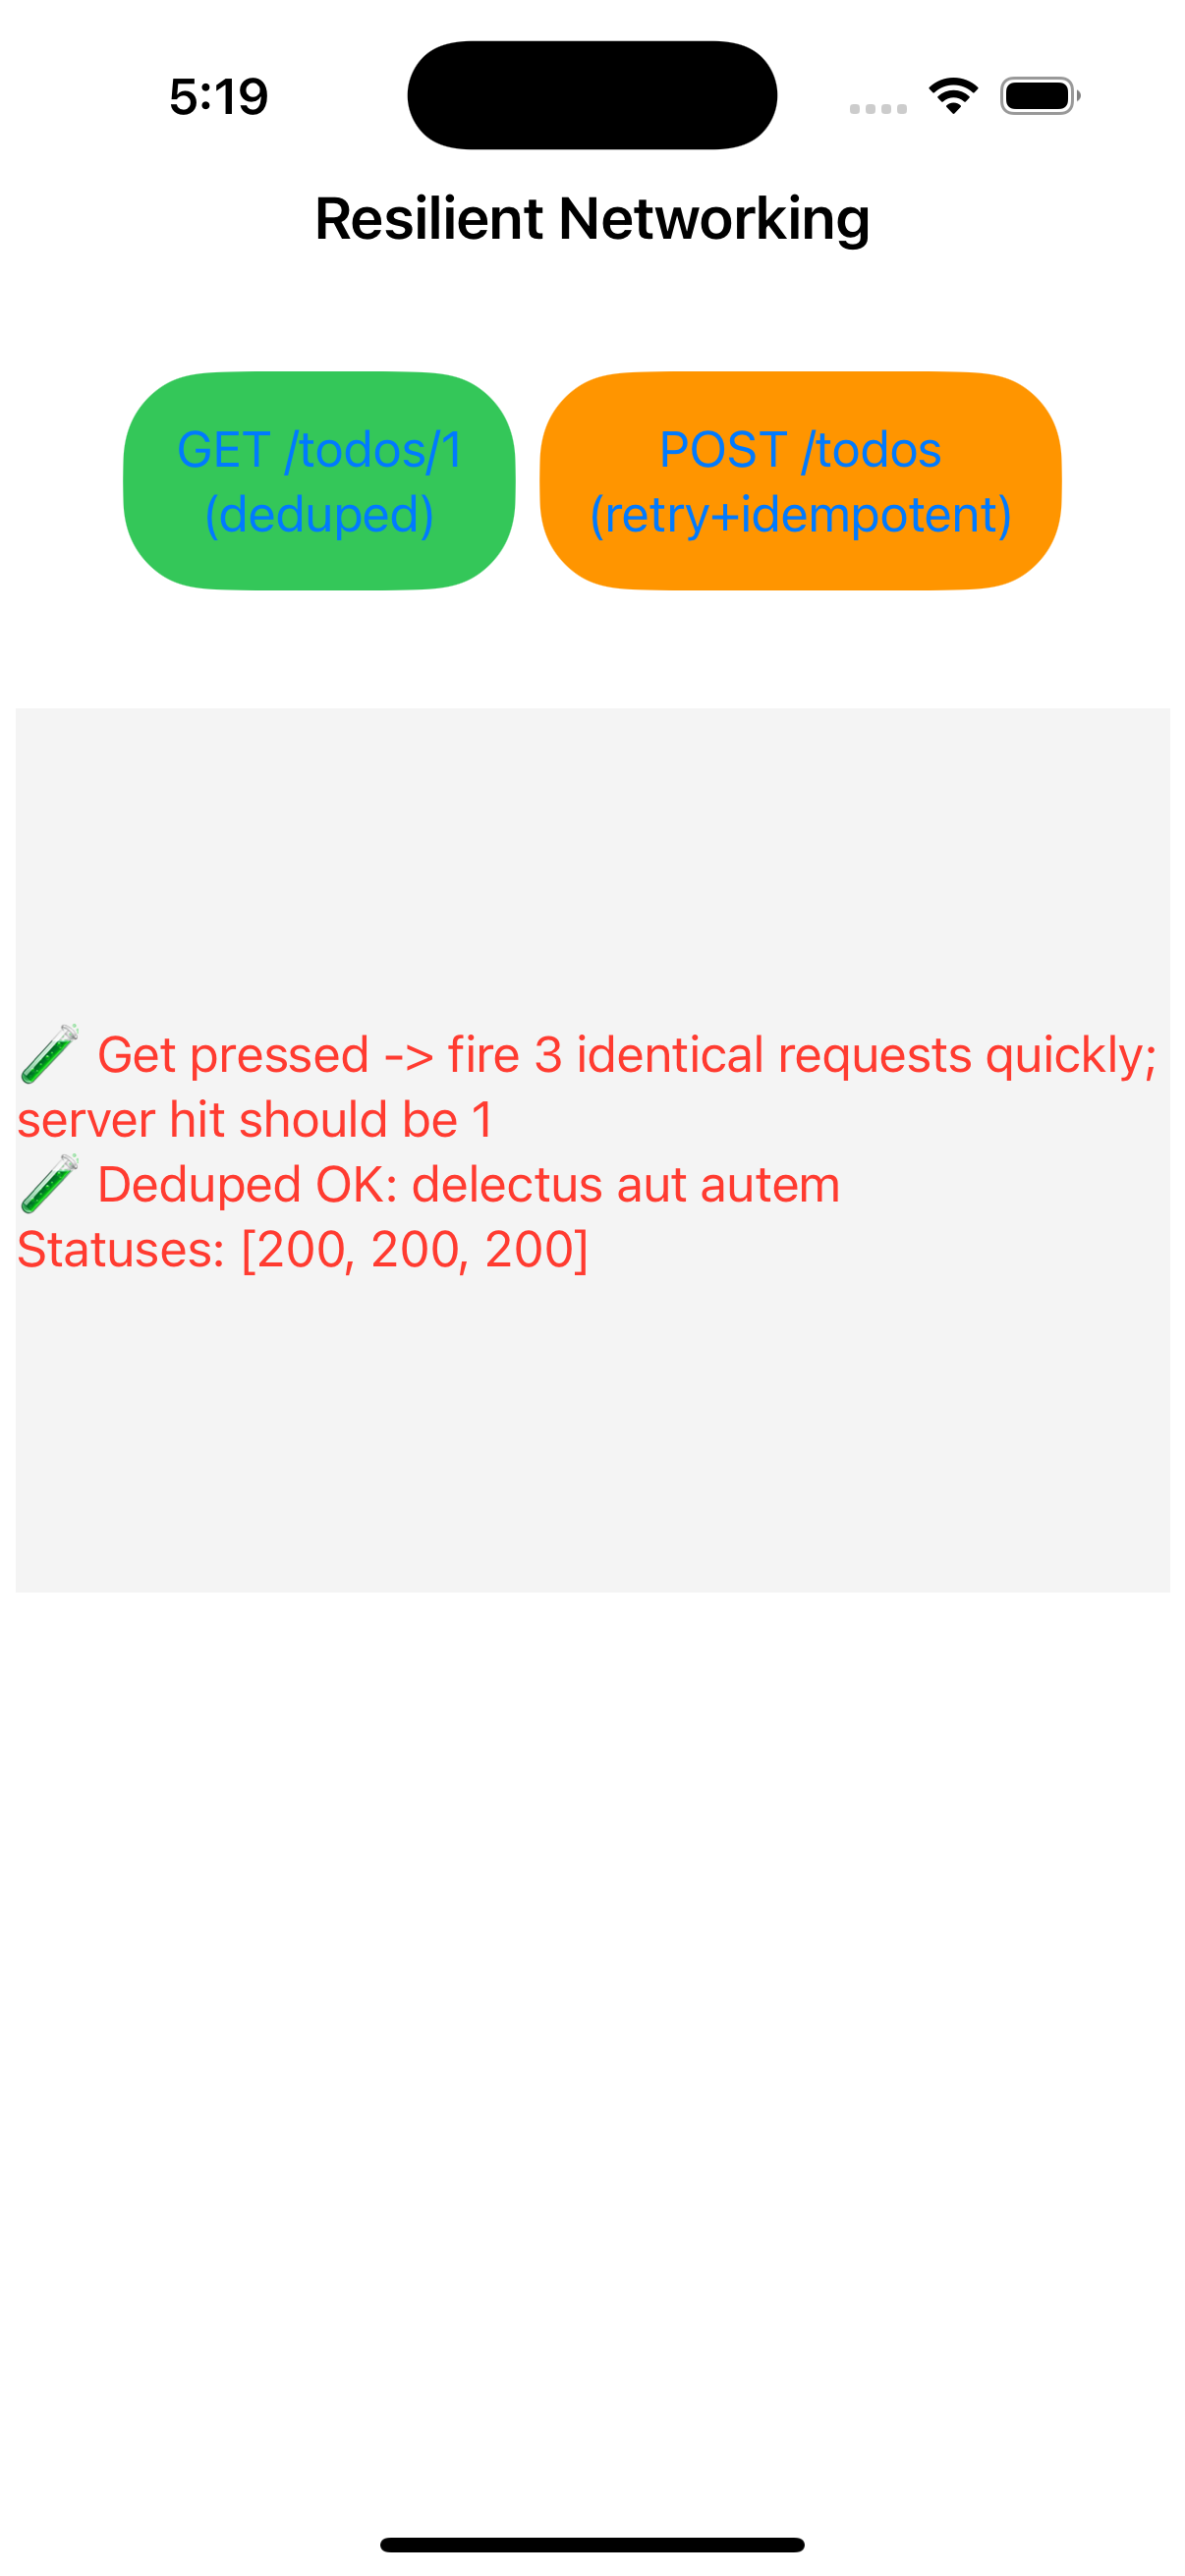 5:19
Resilient Networking
GET /todos/1
(deduped)
POST /todos
(retry+idempotent)
🧪 Get pressed -> fire 3 identical requests quickly;
server hit should be 1
🧪 Deduped OK: delectus aut autem
Statuses: [200, 200, 200]